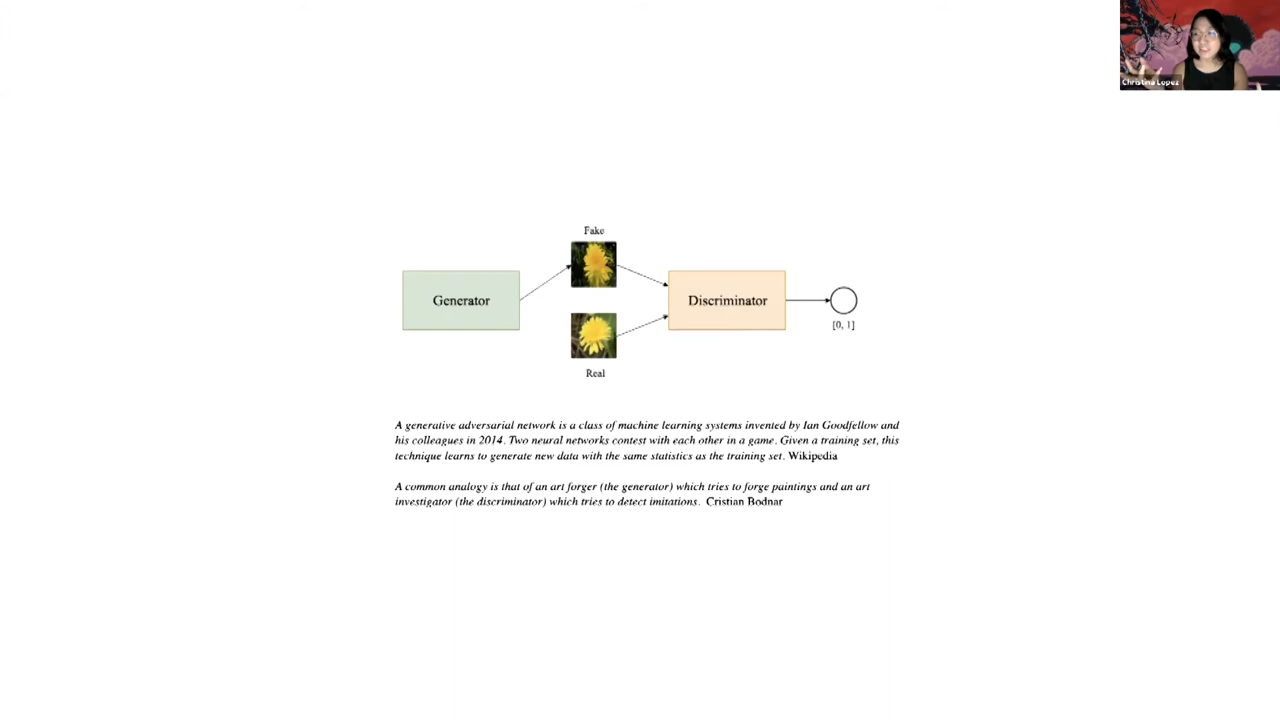 Christina Lopez
Fake
Generator
Discriminator
[0, 1]
Real
A generative adversarial network is a class of machine learning systems invented by Ian Goodfellow and
his colleagues in 2014. Two neural networks contest with each other in a game. Given a training set, this
technique learns to generate new data with the same statistics as the training set. Wikipedia
A common analogy is that of an art forger (the generator) which tries to forge paintings and an art
investigator (the discriminator) which tries to detect imitations. Cristian Bodnar